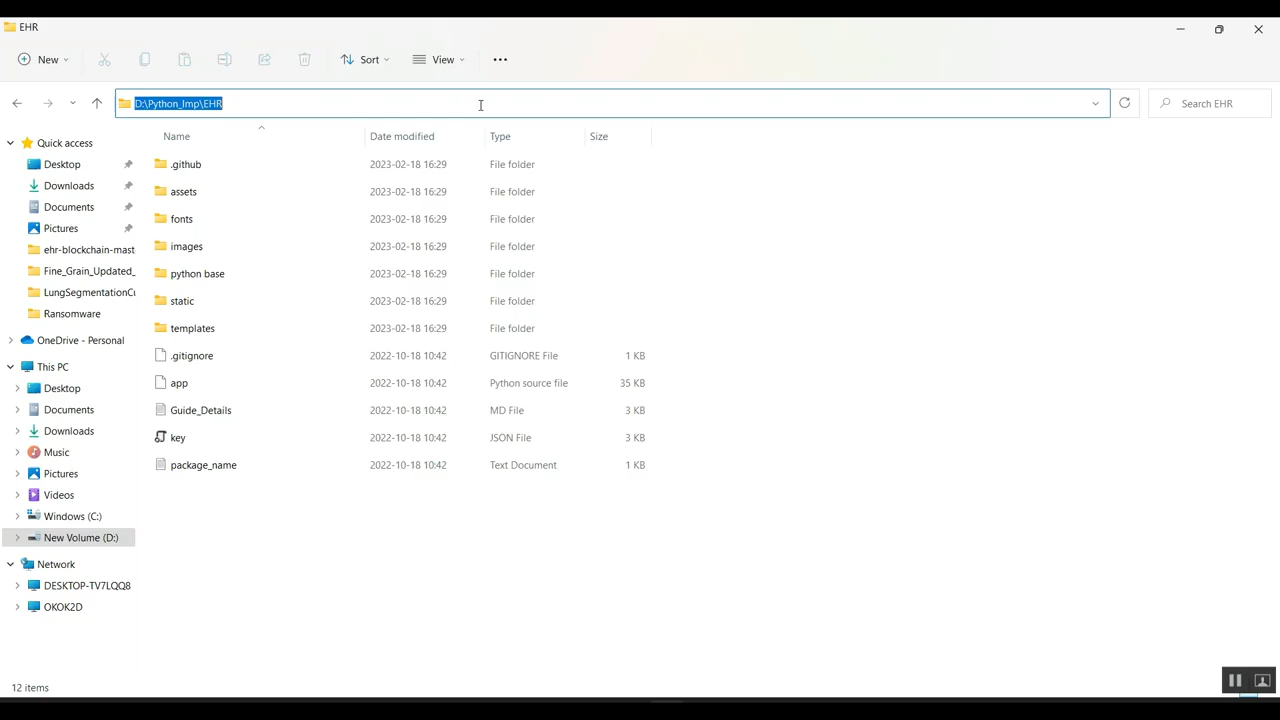 EHR
New
Sort
View
D:\Python_Imp\EHR
Search EHR
Name Date modified Type Size
Quick access
Desktop
Downloads
Documents
Pictures
ehr-blockchain-mast
Fine_Grain_Updated_
LungSegmentationCu
Ransomware
OneDrive - Personal
This PC
Desktop
Documents
Downloads
Music
Pictures
Videos
Windows (C:)
New Volume (D:)
Network
DESKTOP-TV7LQQ8
OKOK2D
.github 2023-02-18 16:29 File folder
assets 2023-02-18 16:29 File folder
fonts 2023-02-18 16:29 File folder
images 2023-02-18 16:29 File folder
python base 2023-02-18 16:29 File folder
static 2023-02-18 16:29 File folder
templates 2023-02-18 16:29 File folder
.gitignore 2022-10-18 10:42 GITIGNORE File 1 KB
app 2022-10-18 10:42 Python source file 35 KB
Guide_Details 2022-10-18 10:42 MD File 3 KB
key 2022-10-18 10:42 JSON File 3 KB
package_name 2022-10-18 10:42 Text Document 1 KB
12 items